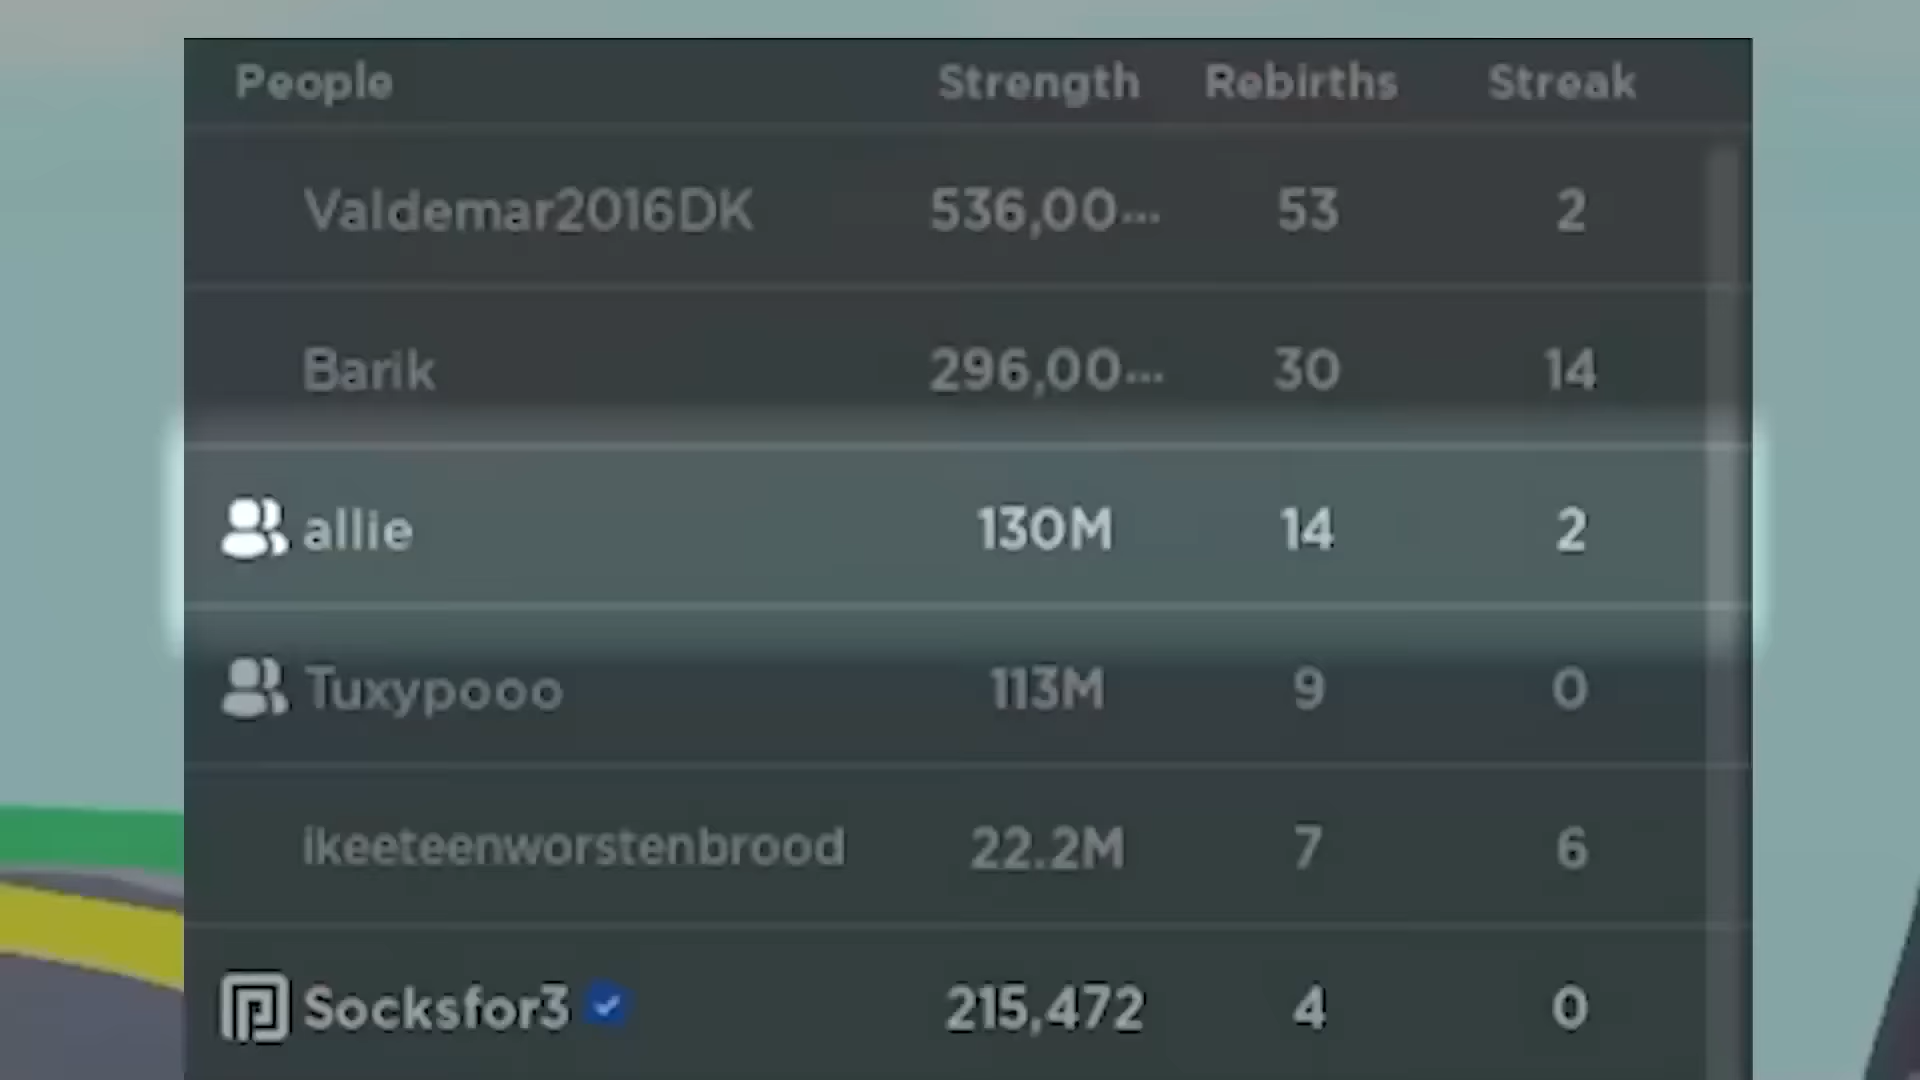 People Strength Rebirths Streak
Valdemar2016DK 536,00... 53 2
Barik 296,00... 30 14
allie 130M 14 2
Tuxypooo 113M 9 0
ikeeteenworstenbrood 22.2M 7 6
Socksfor3 215,472 4 0